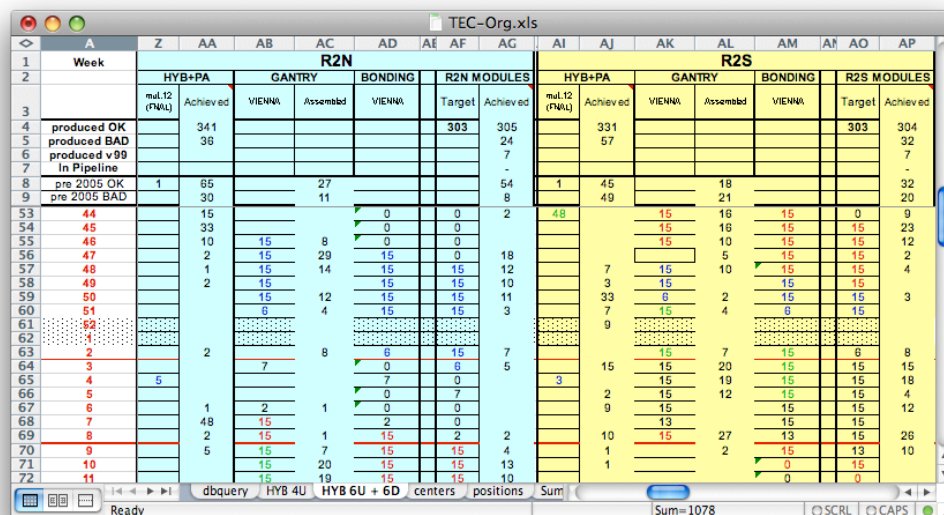 TEC-Org.xls
A Z AA AB AC AD AE AF AG AI AJ AK AL AM AN AO AP
1 Week R2N R2S
2 HYB+PA GANTRY BONDING R2N MODULES HYB+PA GANTRY BONDING R2S MODULES
3 mul.12 (FNAL) Achieved VIENNA Assembled VIENNA Target Achieved mul.12 (FNAL) Achieved VIENNA Assembled VIENNA Target Achieved
4 produced OK 341 303 305 331 303 304
5 produced BAD 36 24 57 32
6 produced v99 7 7
7 In Pipeline - -
8 pre 2005 OK 1 65 27 54 1 45 18 32
9 pre 2005 BAD 30 11 8 49 21 20
53 44 15 0 0 2 48 15 16 15 0 9
54 45 33 0 0 15 16 15 15 23
55 46 10 15 8 0 0 15 10 15 15 12
56 47 2 15 29 15 0 18 5 15 15 2
57 48 1 15 14 15 15 12 7 15 10 15 15 4
58 49 2 15 15 15 10 3 15 15 15
59 50 15 12 15 15 11 33 6 2 15 15 3
60 51 6 4 15 15 3 7 15 4 6 15
61 52 9
62 1
63 2 2 8 6 15 7 15 7 15 6 8
64 3 7 0 6 5 15 15 20 15 15 15
65 4 5 7 0 3 15 19 15 15 18
66 5 0 7 2 15 12 15 15 4
67 6 1 2 1 0 0 9 15 15 15 12
68 7 48 15 2 0 13 15 15
69 8 2 15 1 15 2 2 10 15 27 13 15 26
70 9 5 15 7 15 15 4 1 2 15 13 10
71 10 15 20 15 15 13 1 0 15
72 11 15 19 15 15 10 0 0
dbquery HYB 4U HYB 6U + 6D centers positions Sum
Ready Sum=1078 SCRL CAPS